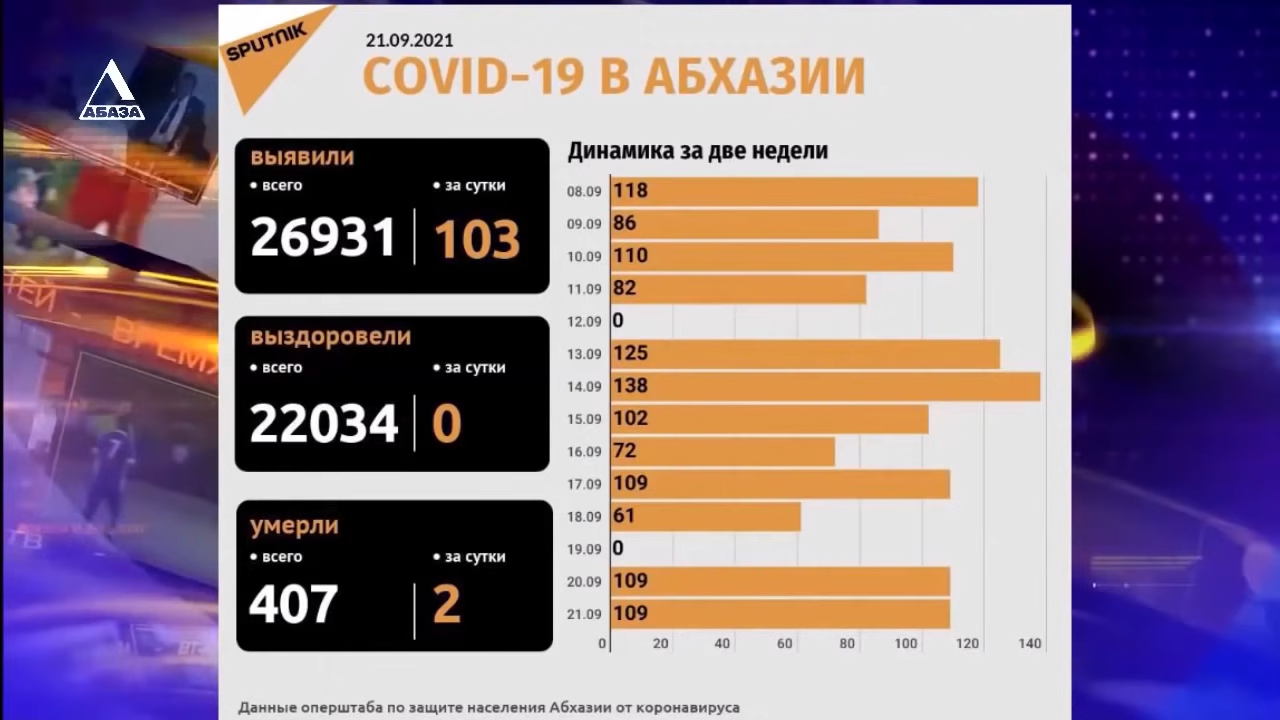 SPUTNIK
21.09.2021
COVID-19 В АБХАЗИИ
АБАЗА
выявили
• всего • за сутки
26931 103
выздоровели
• всего • за сутки
22034 0
умерли
• всего • за сутки
407 2
Динамика за две недели
08.09 118
09.09 86
10.09 110
11.09 82
12.09 0
13.09 125
14.09 138
15.09 102
16.09 72
17.09 109
18.09 61
19.09 0
20.09 109
21.09 109
0 20 40 60 80 100 120 140
Данные оперштаба по защите населения Абхазии от коронавируса